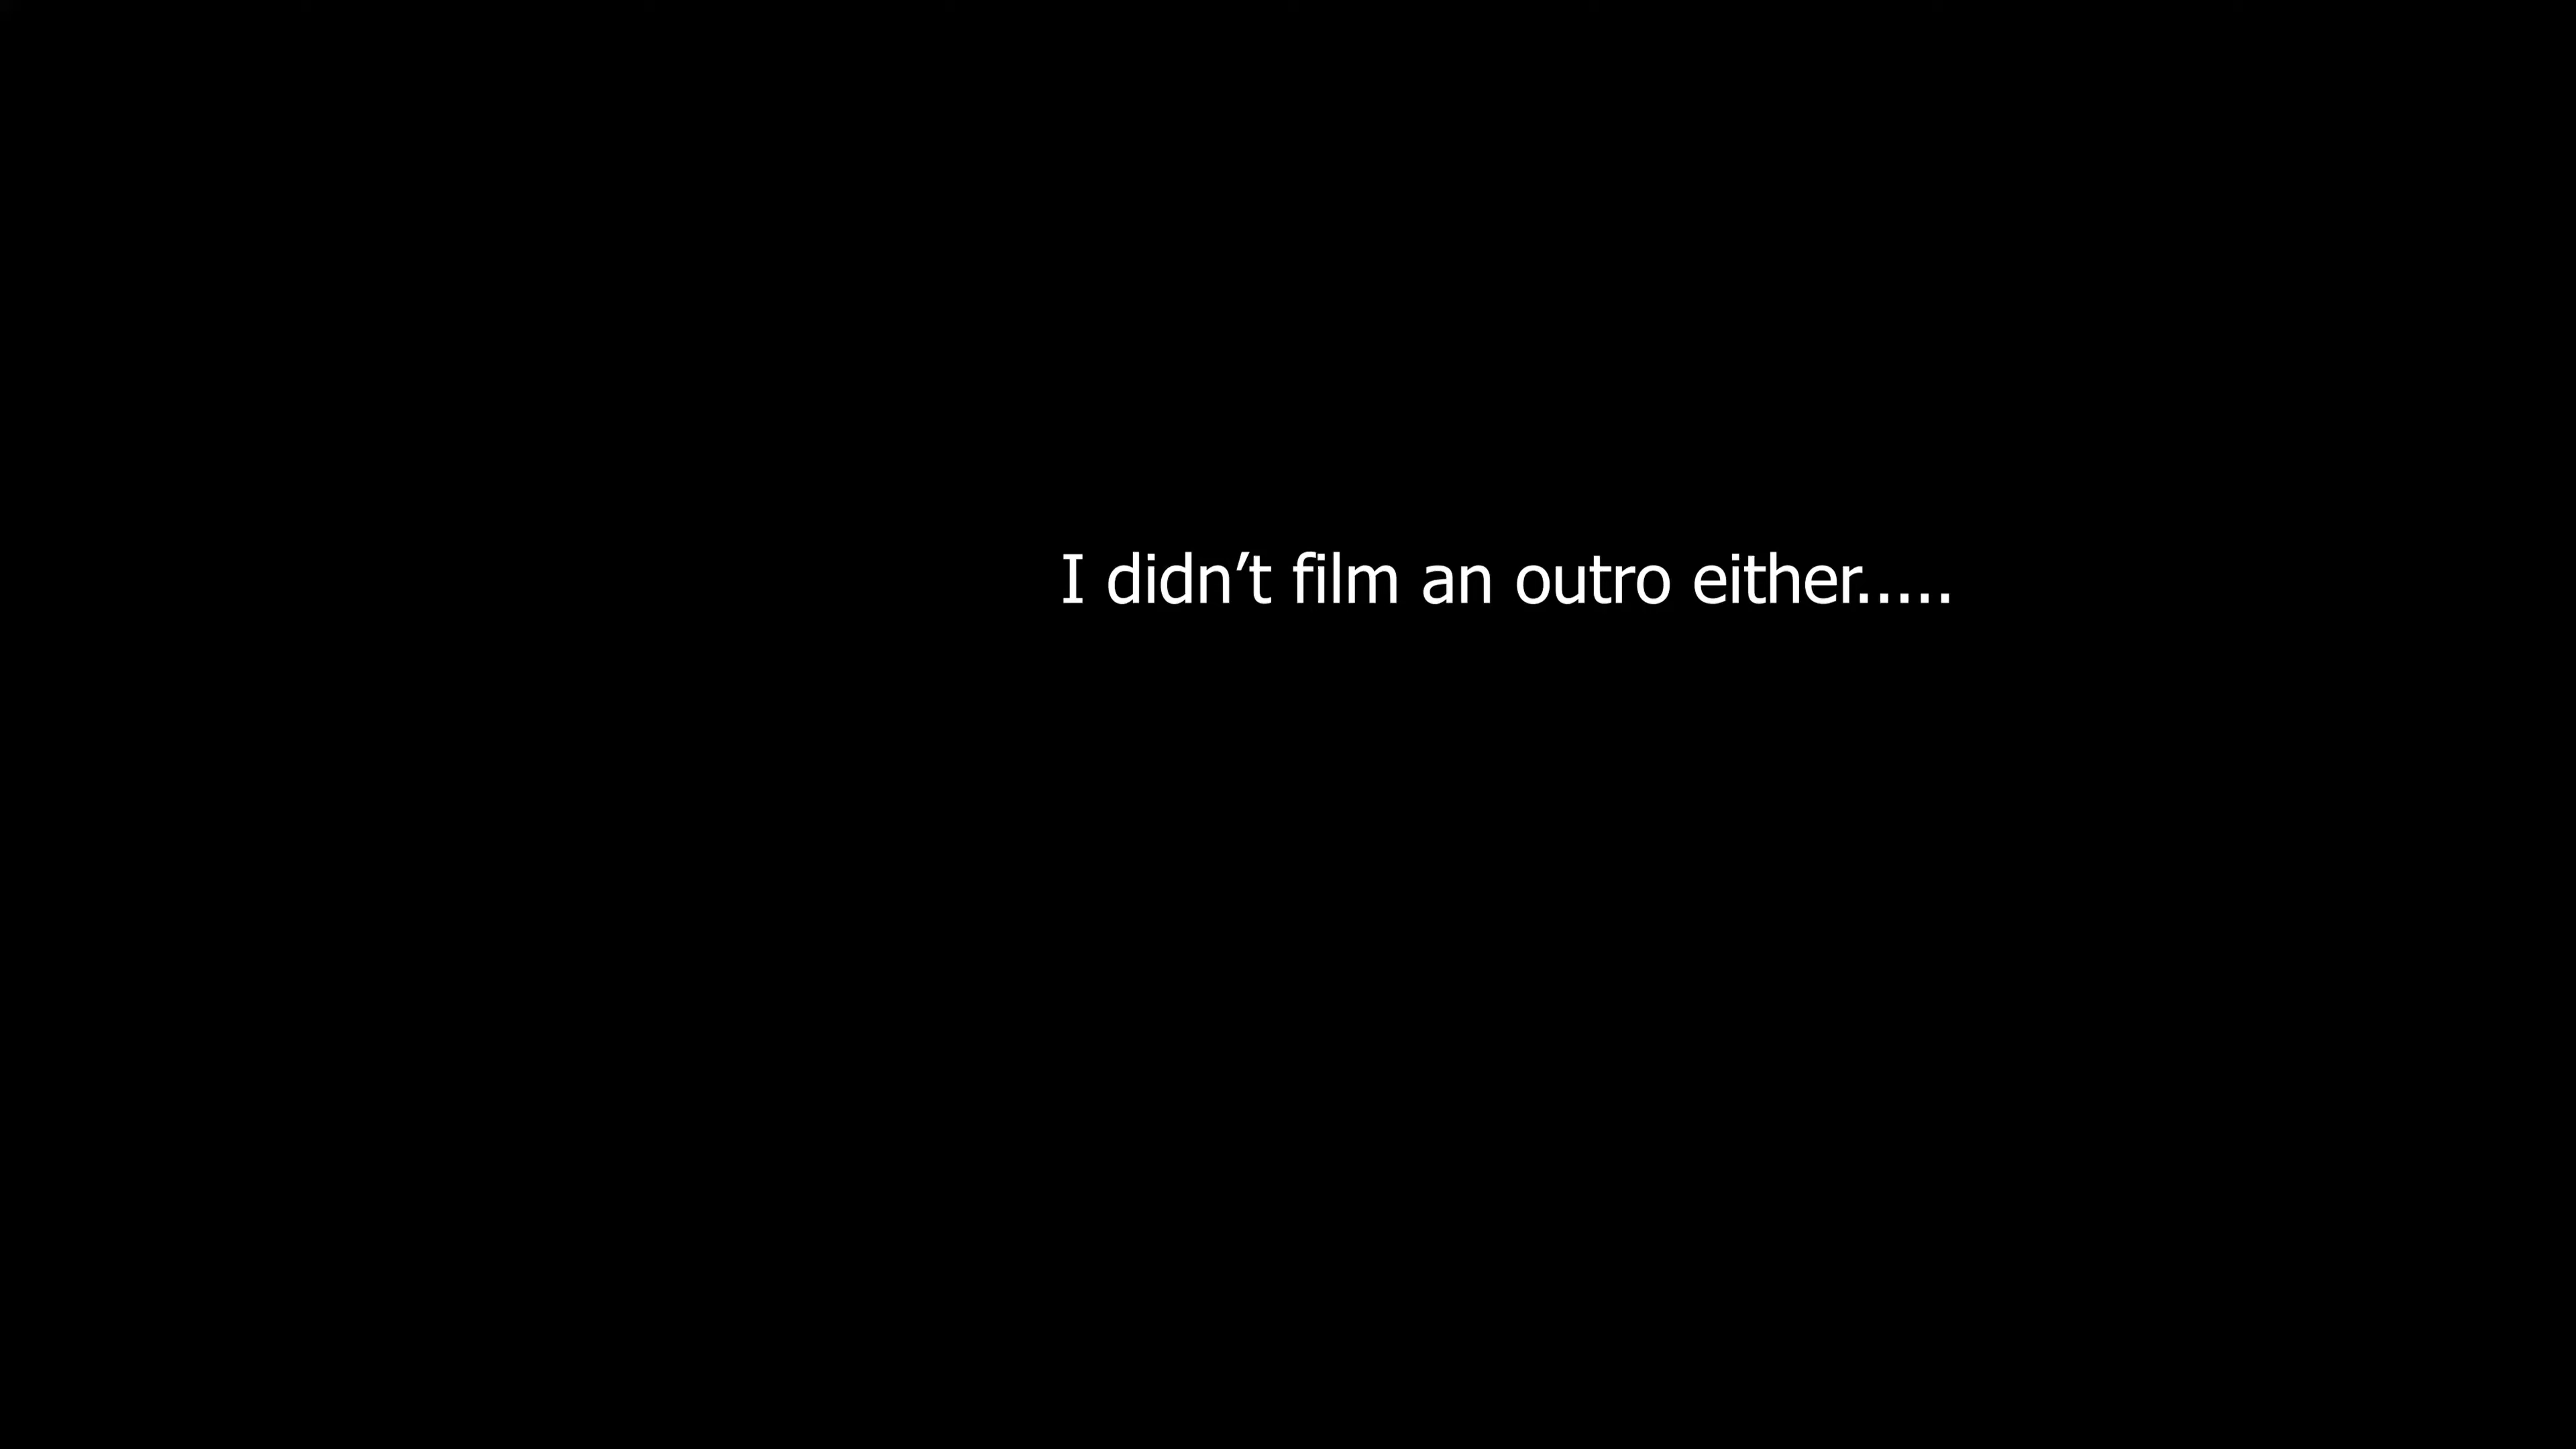 I didn’t film an outro either.....